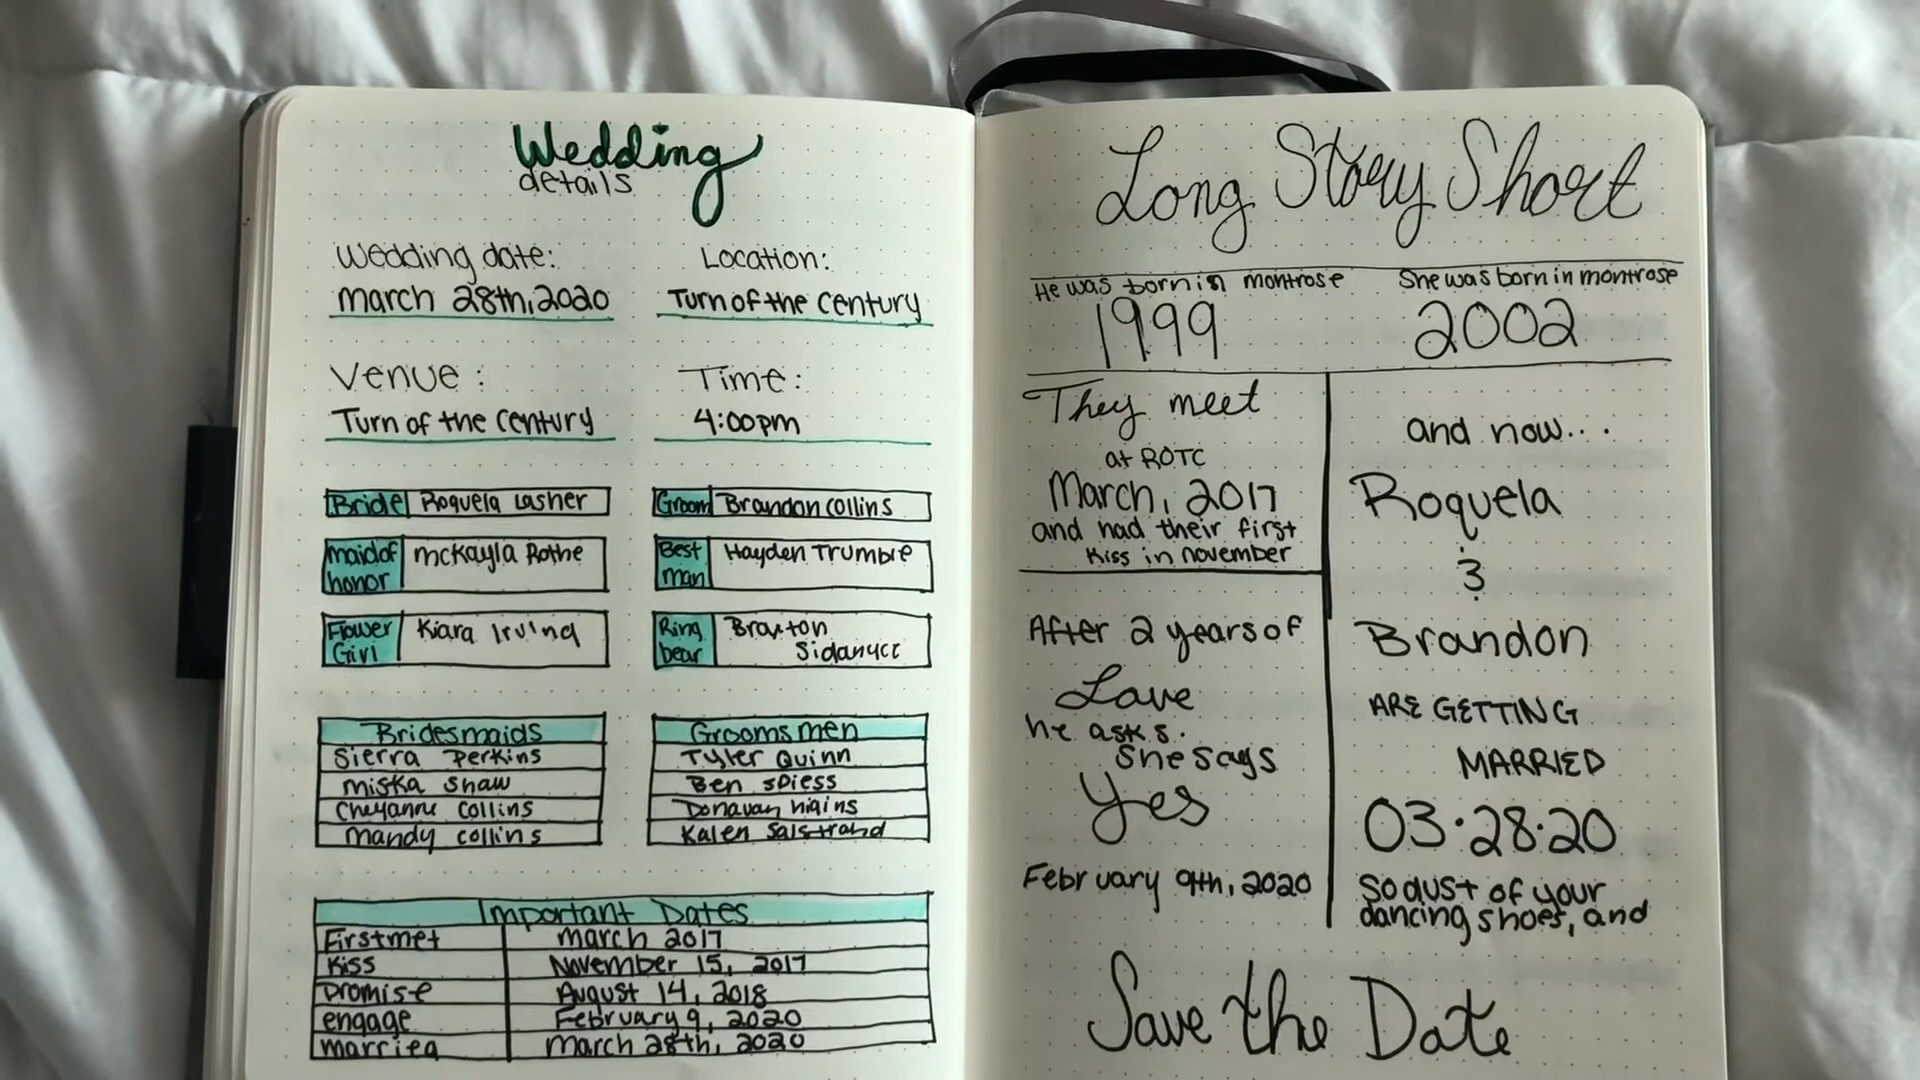 Wedding
details
Wedding date:
march 28th, 2020
Location:
Turn of the century
Venue:
Turn of the century
Time:
4:00pm
Bride Roquela Lasher
Groom Brandon collins
maid of honor mcKayla Rothe
Best man Hayden Trumble
Flower Girl Kiara Irving
Ring bear Braxton
Bridesmaids
Sierra Perkins
miska shaw
Cheyanne collins
mandy collins
Groomsmen
Tyler Quinn
Ben Spiess
Donavan higins
Kalen Salstrand
Important Dates
First met march 2017
Kiss November 15, 2017
promise August 14, 2018
engage February 9, 2020
married march 28th, 2020
Long Story Short
He was born in montrose
1999
She was born in montrose
2002
They meet
at ROTC
March, 2017
and had their first
kiss in november
After 2 years of
Love
he asks.
she says
Yes
February 9th, 2020
and now...
Roquela
&
Brandon
ARE GETTING
MARRIED
03.28.20
So dust of your
dancing shoes, and
Save the Date